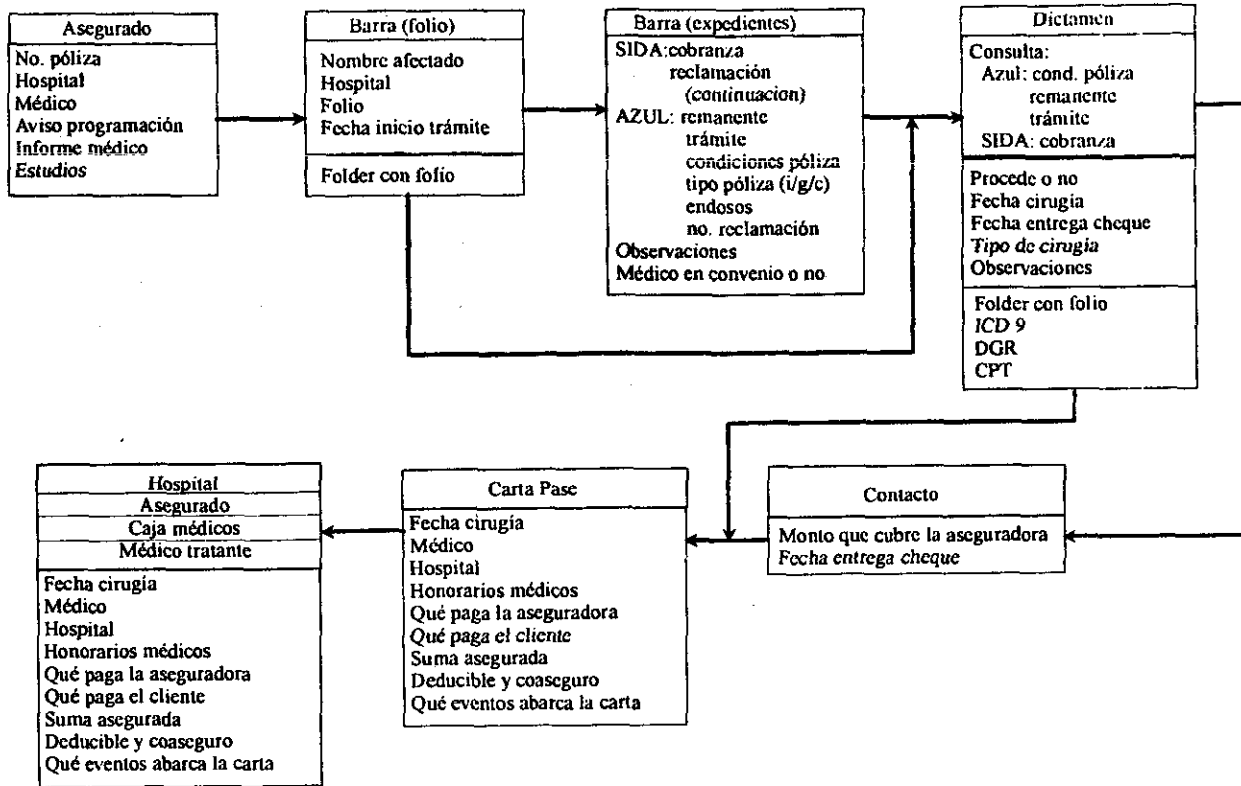 Asegurado
No. póliza
Hospital
Médico
Aviso programación
Informe médico
Estudios
Barra (folio)
Nombre afectado
Hospital
Folio
Fecha inicio trámite
Folder con folio
Barra (expedientes)
SIDA:cobranza
reclamación
(continuacion)
AZUL: remanente
trámite
condiciones póliza
tipo póliza (i/g/c)
endosos
no. reclamación
Observaciones
Médico en convenio o no
Dictamen
Consulta:
Azul: cond. póliza
remanente
trámite
SIDA: cobranza
Procede o no
Fecha cirugía
Fecha entrega cheque
Tipo de cirugía
Observaciones
Folder con folio
ICD 9
DGR
CPT
Hospital
Asegurado
Caja médicos
Médico tratante
Fecha cirugía
Médico
Hospital
Honorarios médicos
Qué paga la aseguradora
Qué paga el cliente
Suma asegurada
Deducible y coaseguro
Qué eventos abarca la carta
Carta Pase
Fecha cirugía
Médico
Hospital
Honorarios médicos
Qué paga la aseguradora
Qué paga el cliente
Suma asegurada
Deducible y coaseguro
Qué eventos abarca la carta
Contacto
Monto que cubre la aseguradora
Fecha entrega cheque